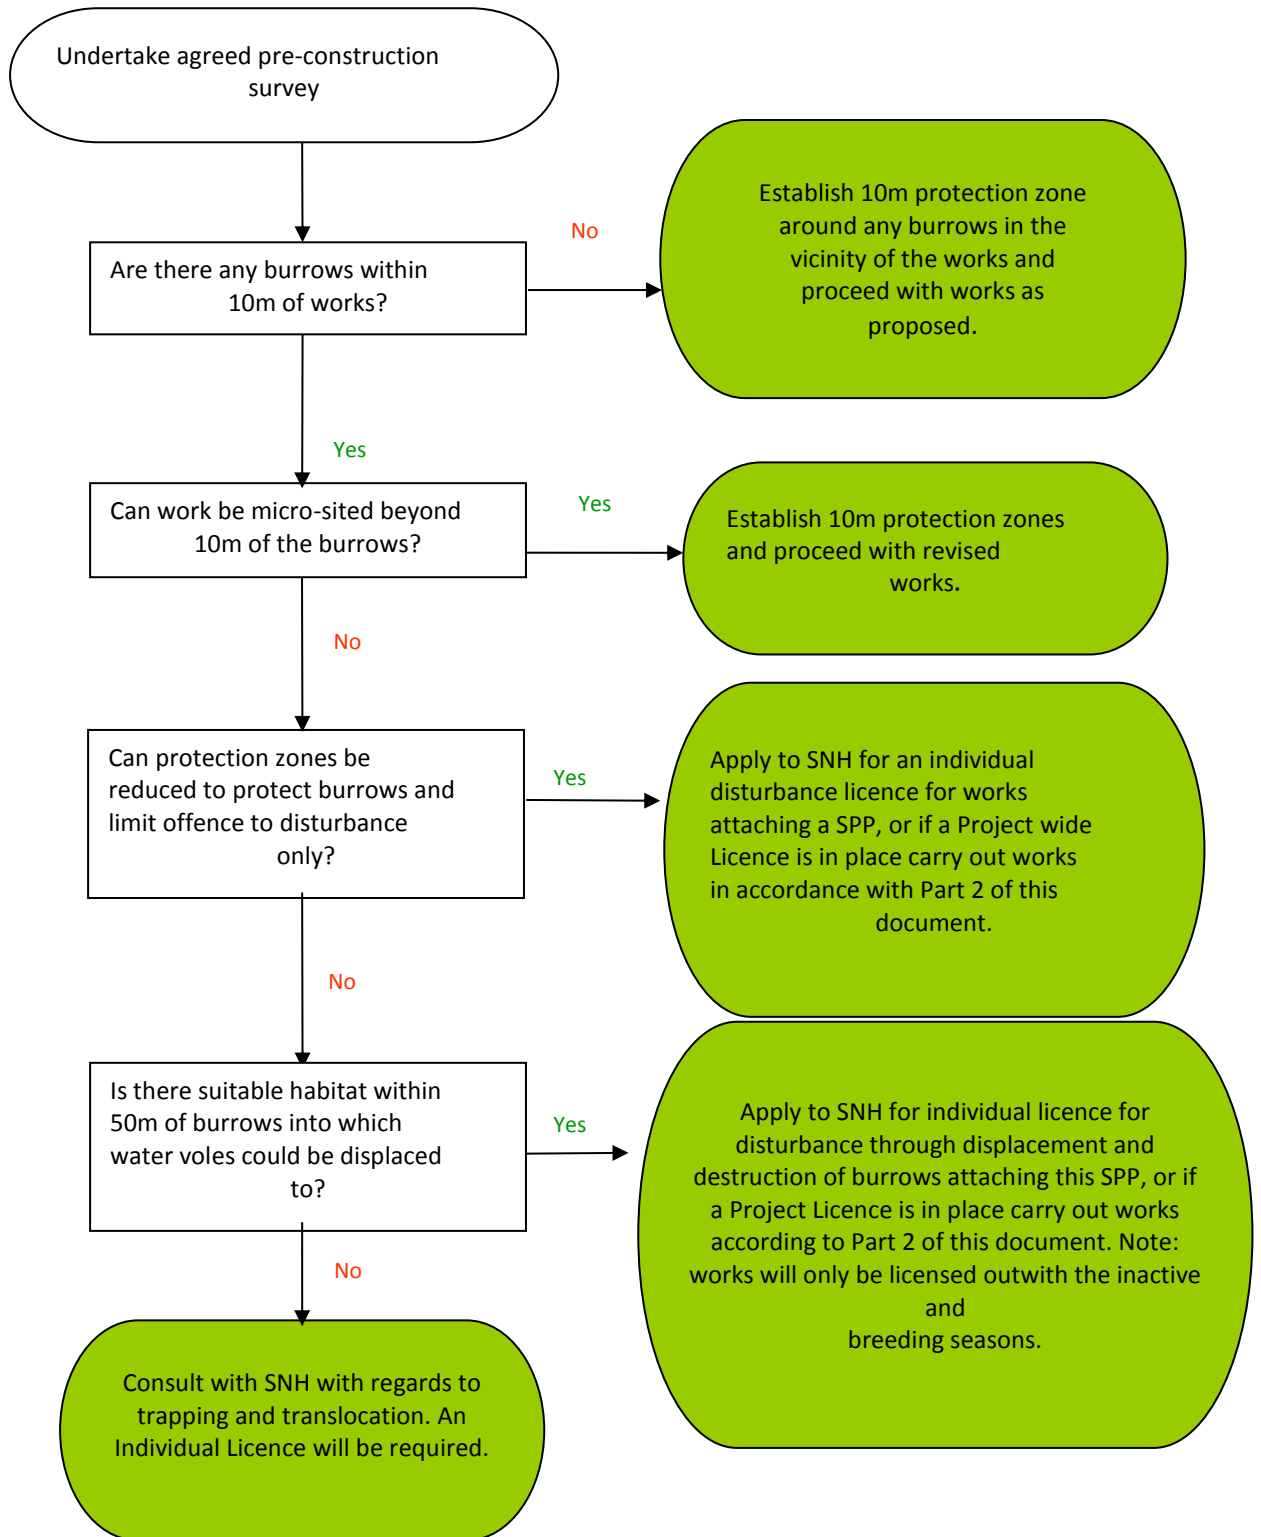 Undertake agreed pre-construction
survey
Are there any burrows within
10m of works?
No
Establish 10m protection zone
around any burrows in the
vicinity of the works and
proceed with works as
proposed.
Yes
Can work be micro-sited beyond
10m of the burrows?
Yes
Establish 10m protection zones
and proceed with revised
works.
No
Can protection zones be
reduced to protect burrows and
limit offence to disturbance
only?
Yes
Apply to SNH for an individual
disturbance licence for works
attaching a SPP, or if a Project wide
Licence is in place carry out works
in accordance with Part 2 of this
document.
No
Is there suitable habitat within
50m of burrows into which
water voles could be displaced
to?
Yes
Apply to SNH for individual licence for
disturbance through displacement and
destruction of burrows attaching this SPP, or if
a Project Licence is in place carry out works
according to Part 2 of this document. Note:
works will only be licensed outwith the inactive
and
breeding seasons.
No
Consult with SNH with regards to
trapping and translocation. An
Individual Licence will be required.